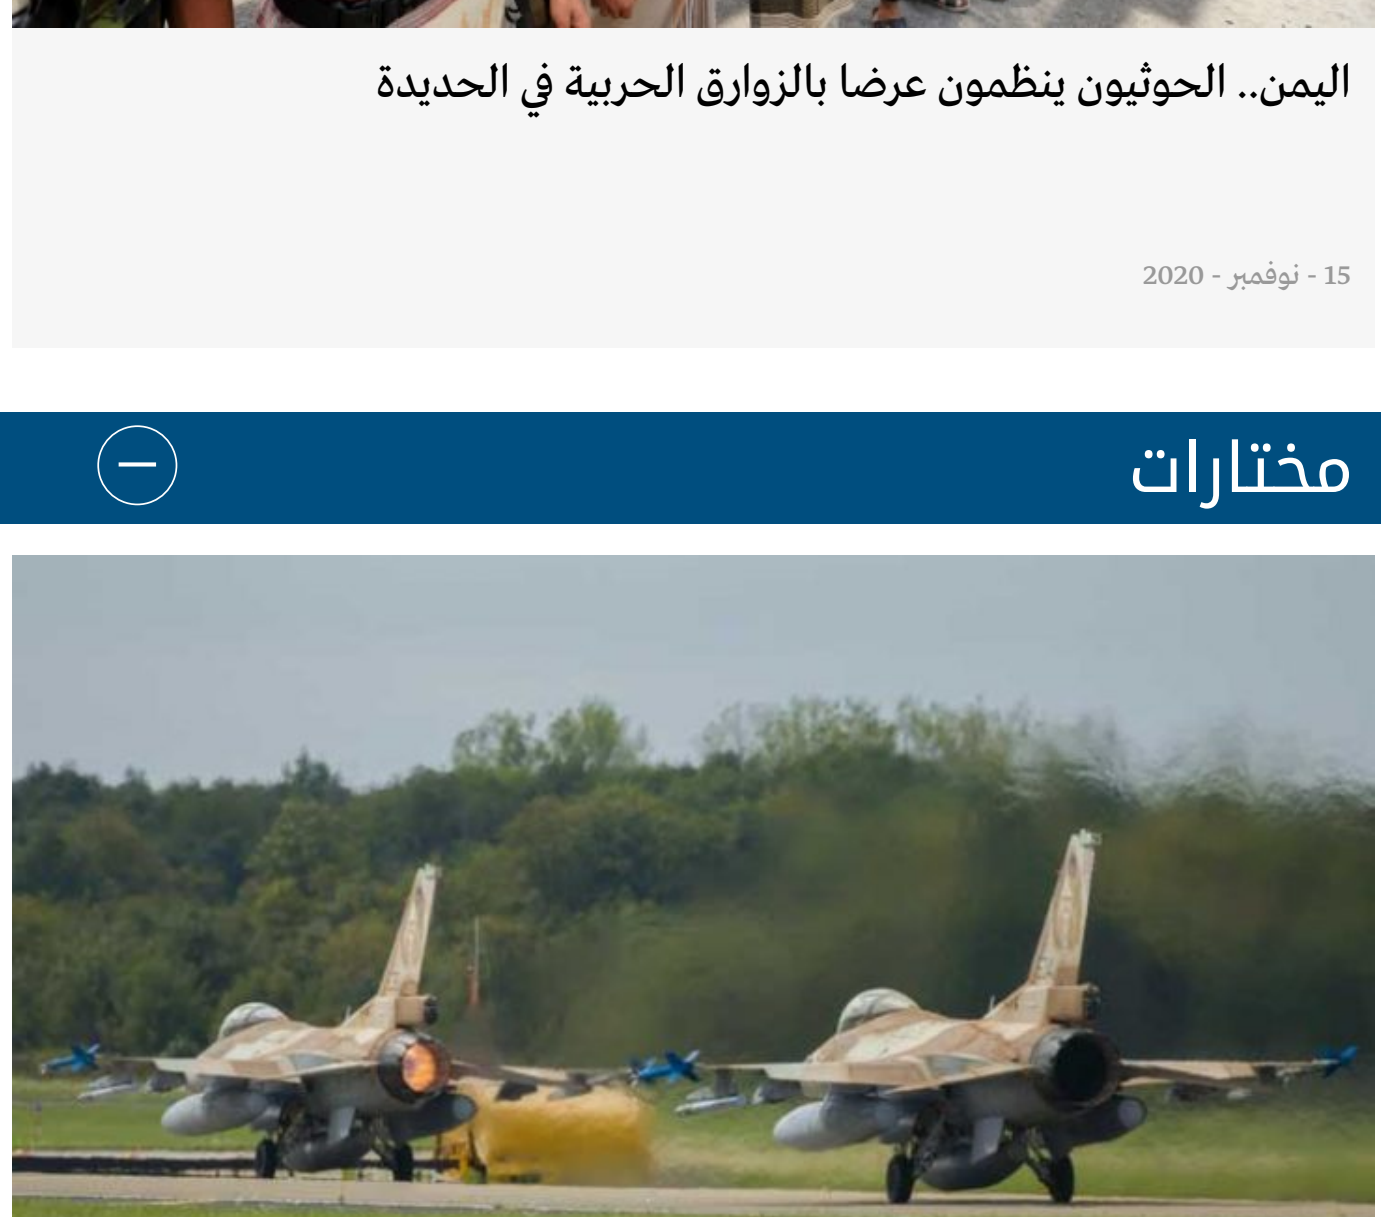 اليمن.. الحوثيون ينظمون عرضا بالزوارق الحربية في الحديدة
15 - نوفمبر - 2020
مختارات